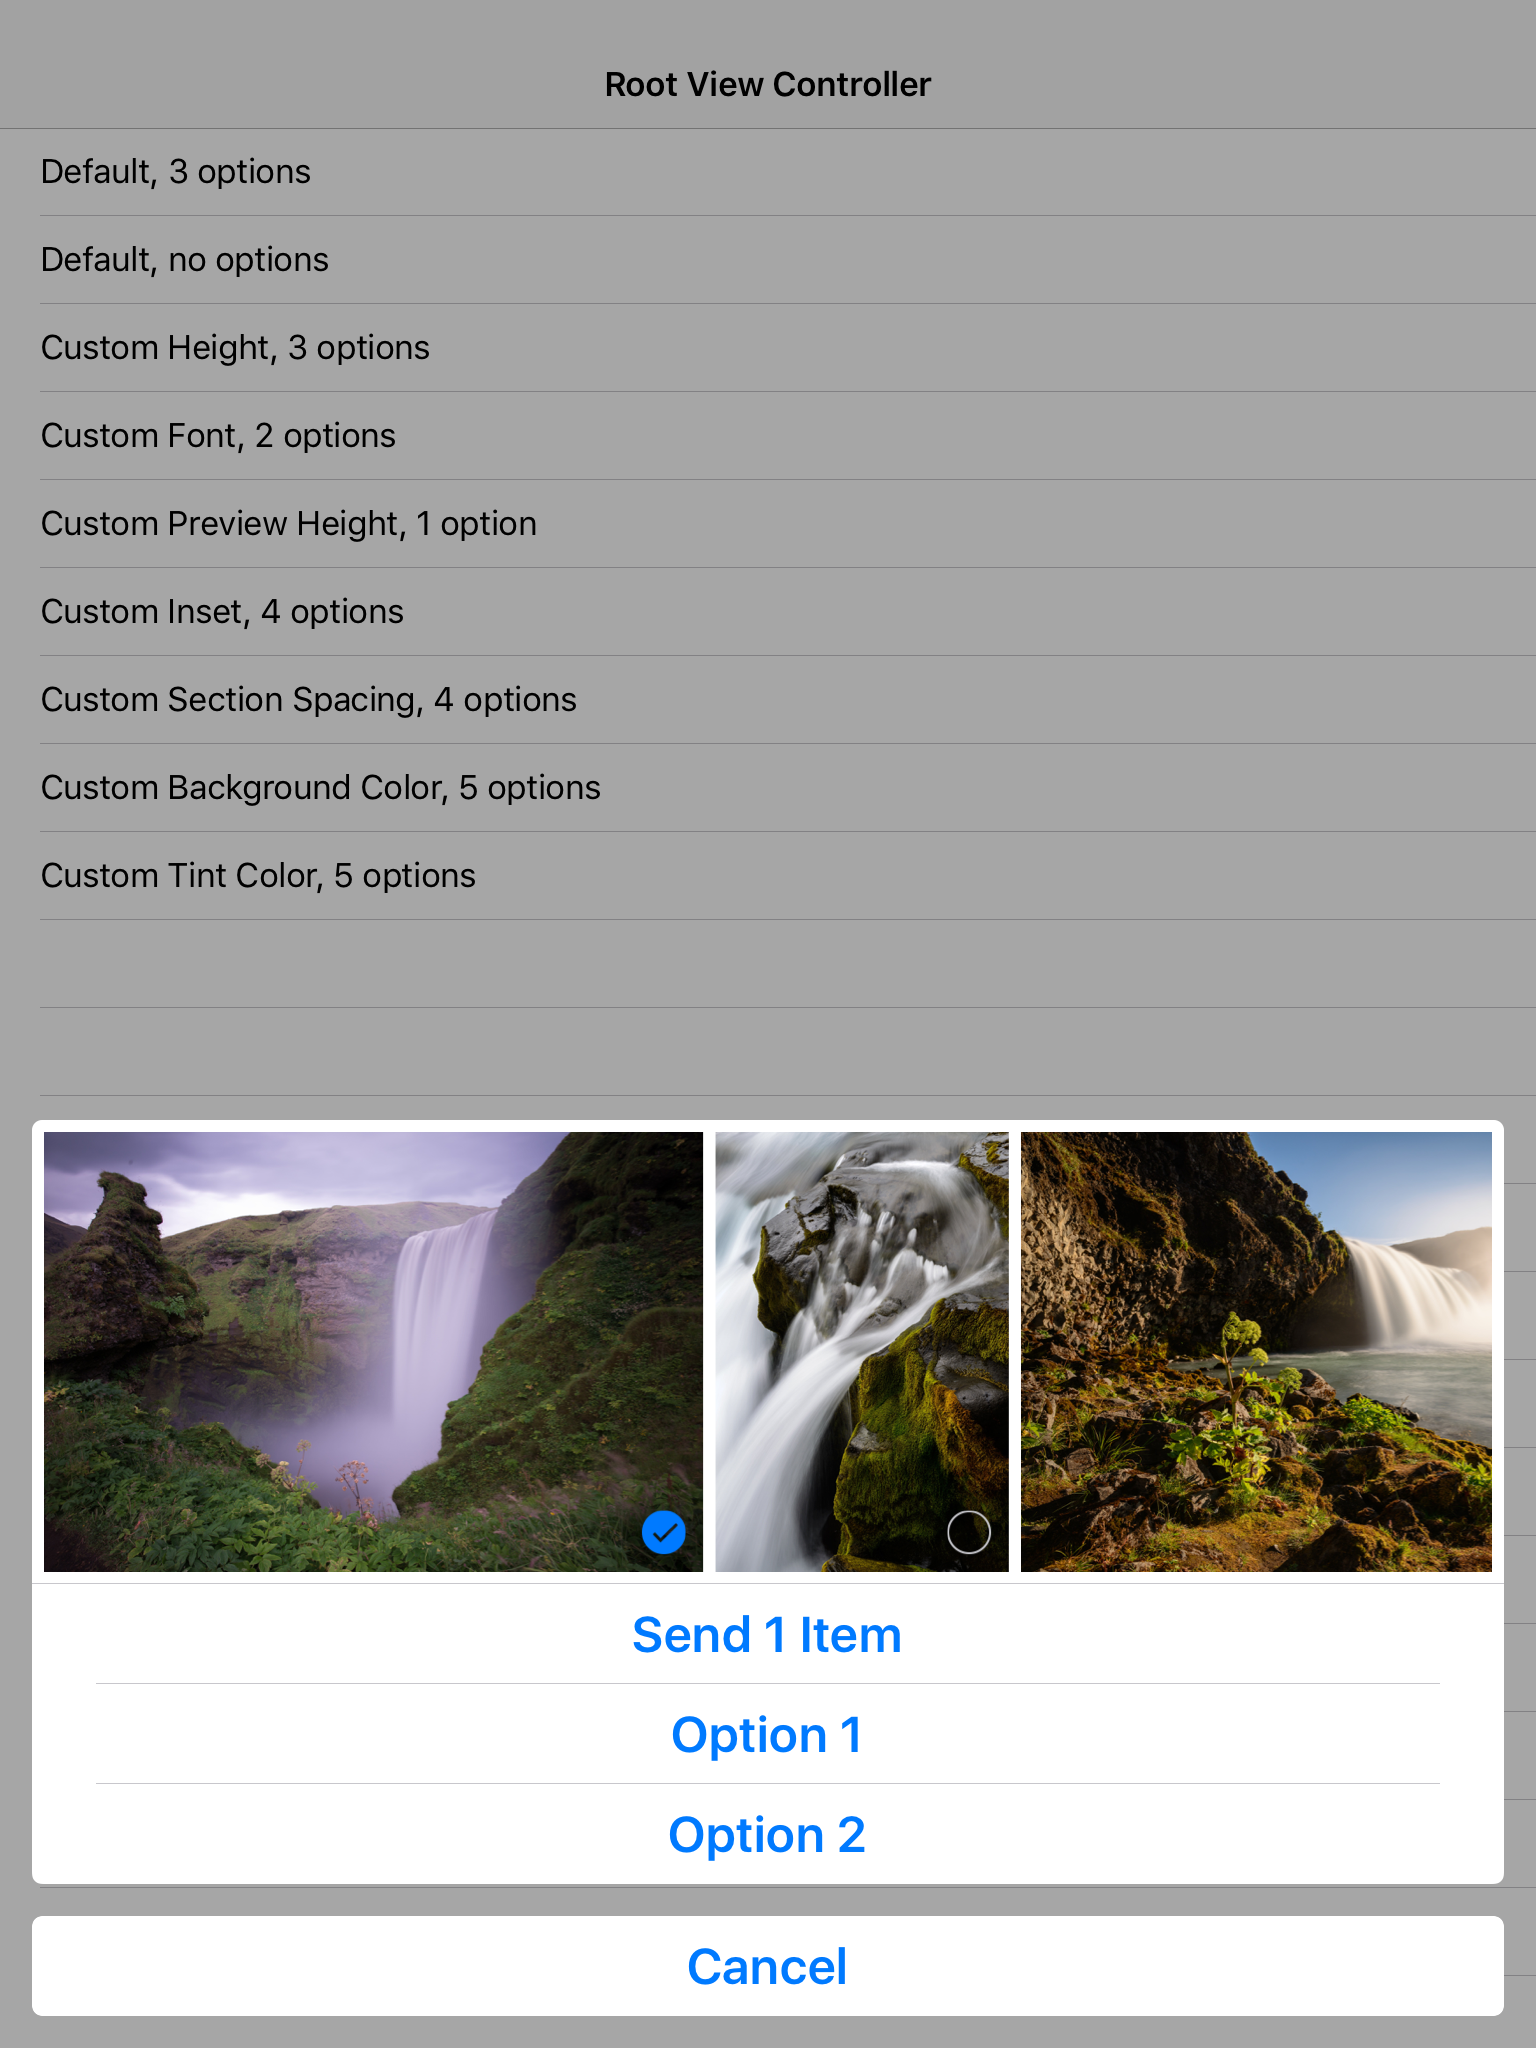 Root View Controller
Default, 3 options
Default, no options
Custom Height, 3 options
Custom Font, 2 options
Custom Preview Height, 1 option
Custom Inset, 4 options
Custom Section Spacing, 4 options
Custom Background Color, 5 options
Custom Tint Color, 5 options
Send 1 Item
Option 1
Option 2
Cancel